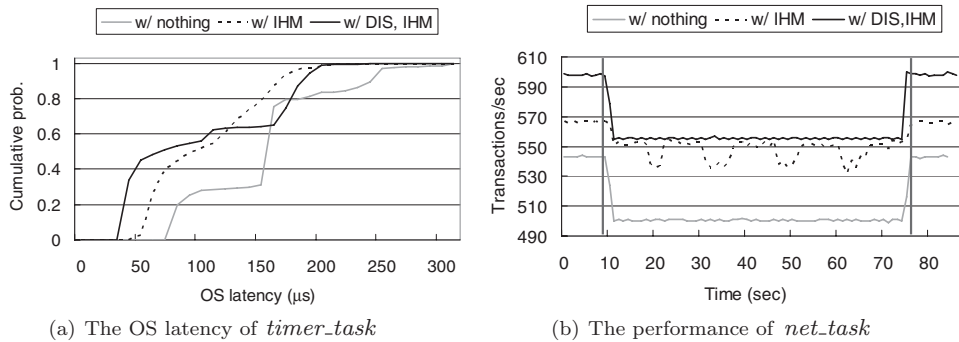 w/ nothing w/ IHM w/ DIS, IHM
Cumulative prob.
1
0.8
0.6
0.4
0.2
0
0 50 100 150 200 250 300
OS latency (μs)
(a) The OS latency of timer_task
w/ nothing w/ IHM w/ DIS,IHM
Transactions/sec
610
590
570
550
530
510
490
0 10 20 30 40 50 60 70 80
Time (sec)
(b) The performance of net_task